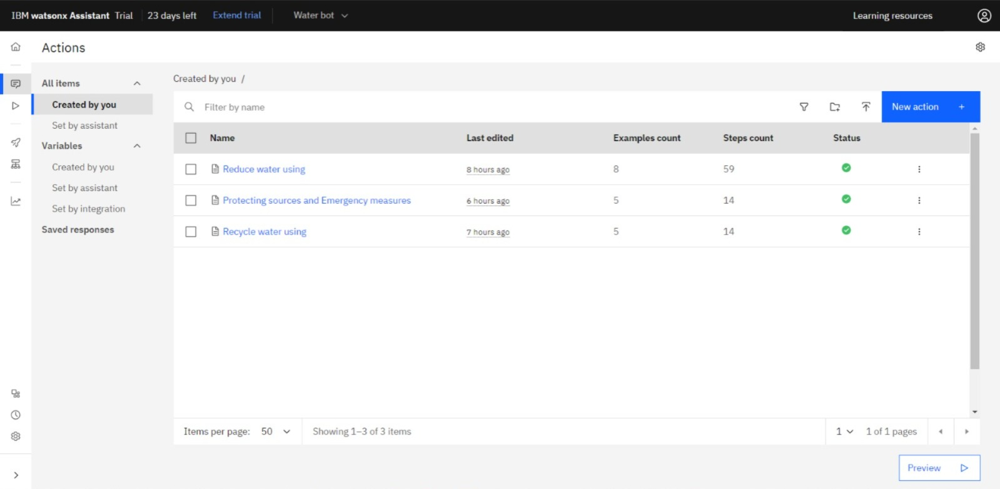 IBM watsonx Assistant Trial 23 days left Extend trial Water bot Learning resources
Actions
All items
Created by you
Set by assistant
Variables
Created by you
Set by assistant
Set by integration
Saved responses
Created by you /
Filter by name
New action +
Name Last edited Examples count Steps count Status
Reduce water using 8 hours ago 8 59
Protecting sources and Emergency measures 6 hours ago 5 14
Recycle water using 7 hours ago 5 14
Items per page: 50 Showing 1–3 of 3 items 1 1 of 1 pages
Preview